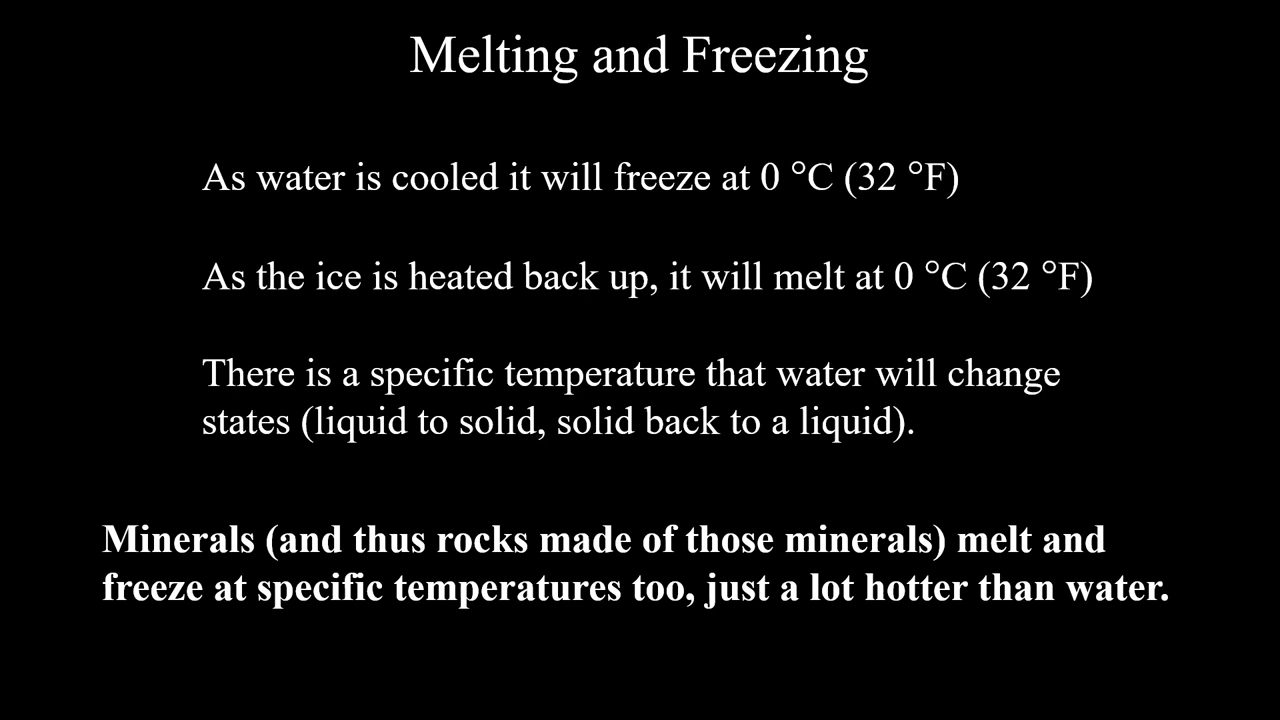 Melting and Freezing
As water is cooled it will freeze at 0 °C (32 °F)
As the ice is heated back up, it will melt at 0 °C (32 °F)
There is a specific temperature that water will change
states (liquid to solid, solid back to a liquid).
Minerals (and thus rocks made of those minerals) melt and
freeze at specific temperatures too, just a lot hotter than water.